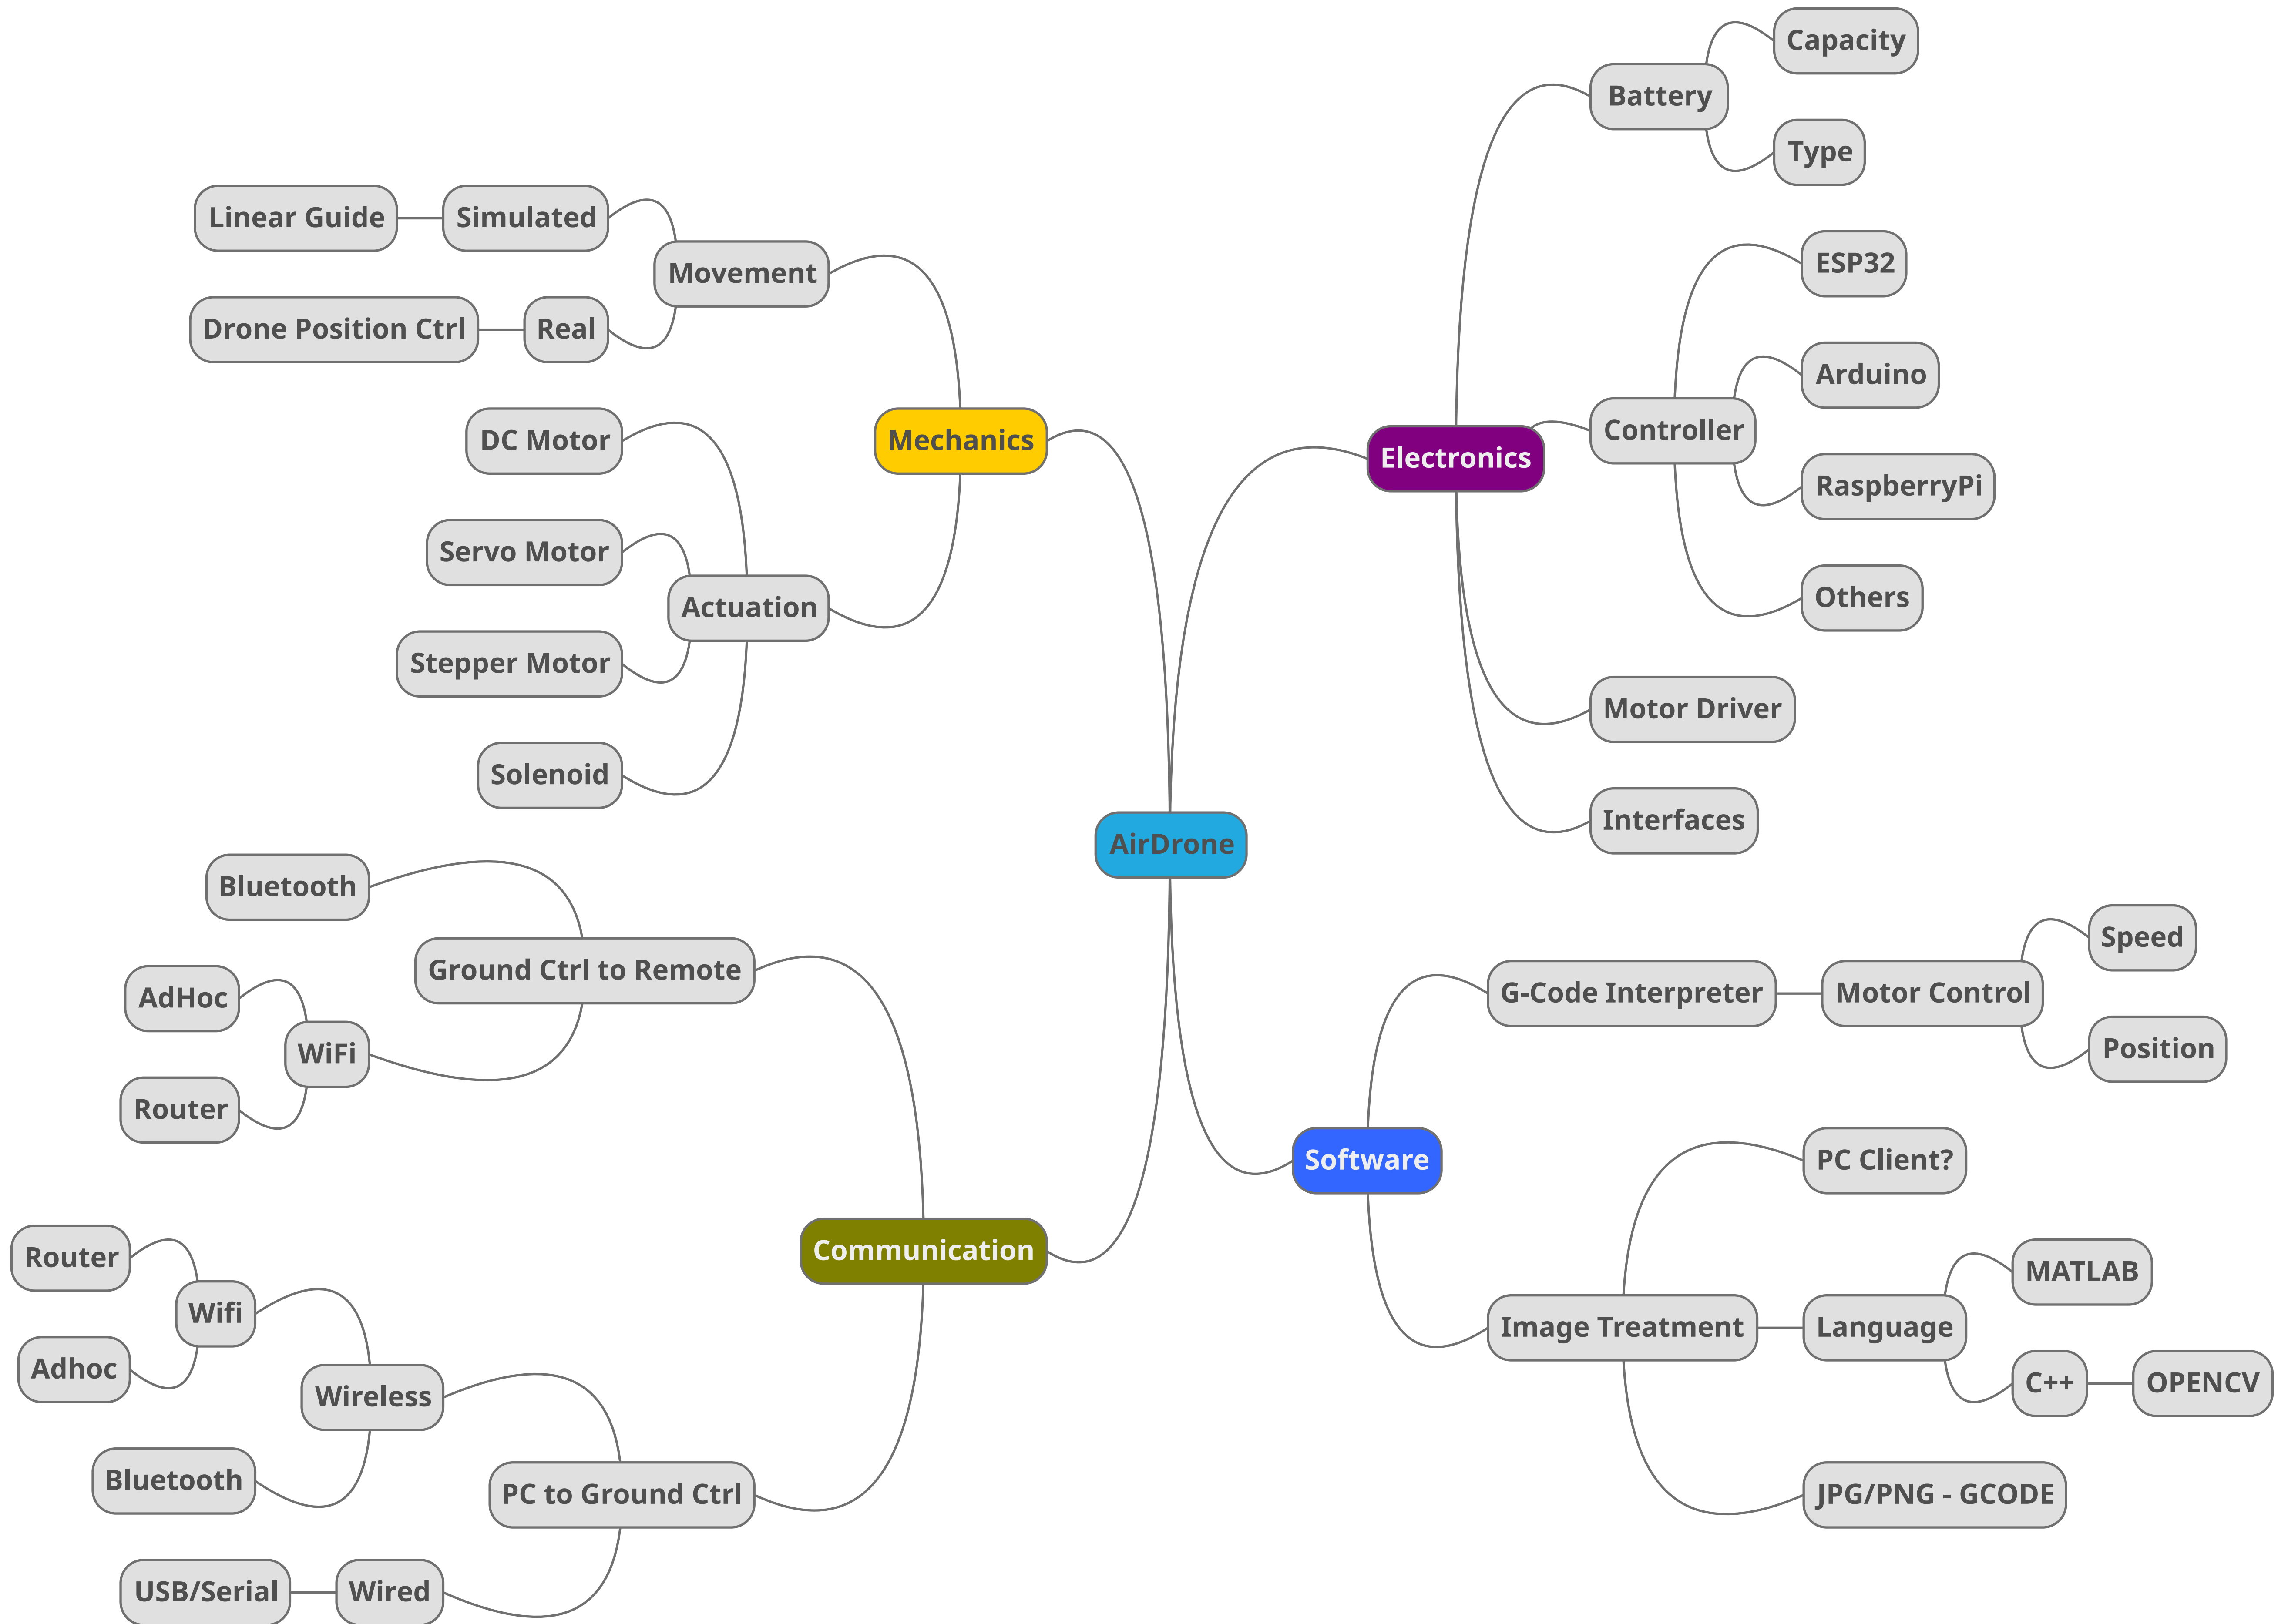 AirDrone
Mechanics
Movement
Simulated
Linear Guide
Real
Drone Position Ctrl
Actuation
DC Motor
Servo Motor
Stepper Motor
Solenoid
Communication
Ground Ctrl to Remote
Bluetooth
WiFi
AdHoc
Router
PC to Ground Ctrl
Wireless
Wifi
Router
Adhoc
Bluetooth
Wired
USB/Serial
Electronics
Battery
Capacity
Type
Controller
ESP32
Arduino
RaspberryPi
Others
Motor Driver
Interfaces
Software
G-Code Interpreter
Motor Control
Speed
Position
Image Treatment
PC Client?
Language
MATLAB
C++
OPENCV
JPG/PNG - GCODE